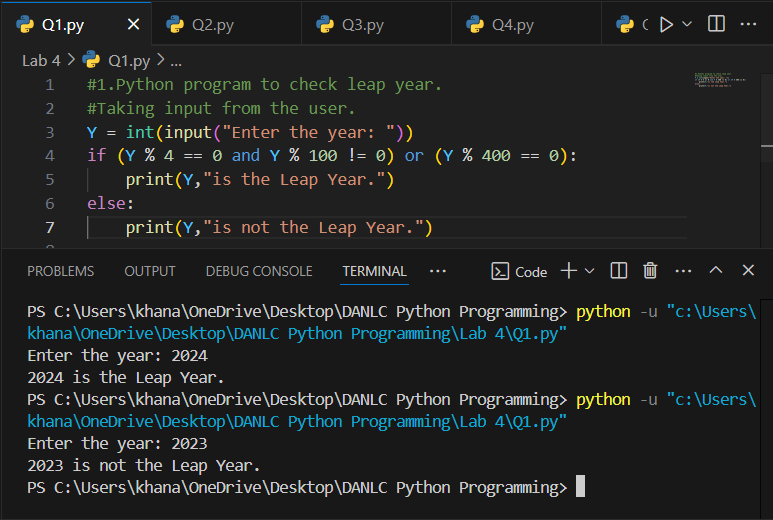 Q1.py Q2.py Q3.py Q4.py
Lab 4 > Q1.py > ...
1 #1.Python program to check leap year.
2 #Taking input from the user.
3 Y = int(input("Enter the year: "))
4 if (Y % 4 == 0 and Y % 100 != 0) or (Y % 400 == 0):
5 print(Y,"is the Leap Year.")
6 else:
7 print(Y,"is not the Leap Year.")
PROBLEMS OUTPUT DEBUG CONSOLE TERMINAL ... Code
PS C:\Users\khana\OneDrive\Desktop\DANLC Python Programming> python -u "c:\Users\
khana\OneDrive\Desktop\DANLC Python Programming\Lab 4\Q1.py"
Enter the year: 2024
2024 is the Leap Year.
PS C:\Users\khana\OneDrive\Desktop\DANLC Python Programming> python -u "c:\Users\
khana\OneDrive\Desktop\DANLC Python Programming\Lab 4\Q1.py"
Enter the year: 2023
2023 is not the Leap Year.
PS C:\Users\khana\OneDrive\Desktop\DANLC Python Programming>